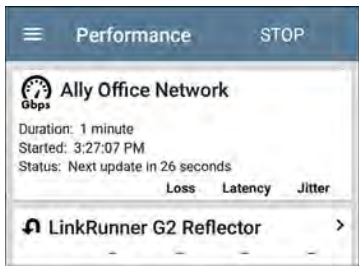 Performance STOP
Gbps
Ally Office Network
Duration: 1 minute
Started: 3:27:07 PM
Status: Next update in 26 seconds
Loss Latency Jitter
LinkRunner G2 Reflector
- - - -